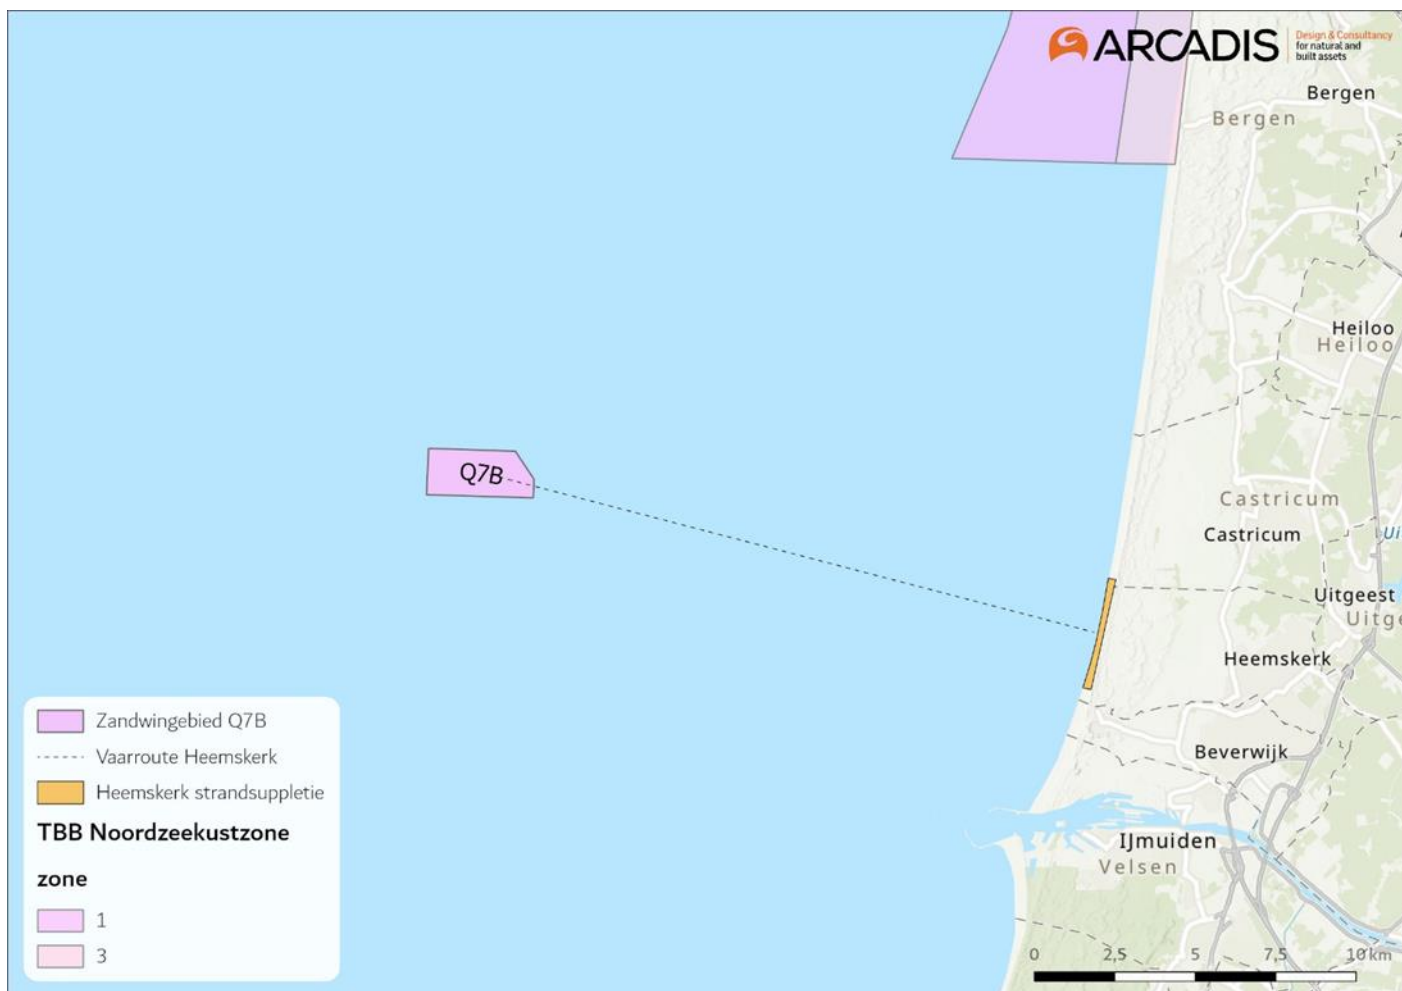 ARCADIS
Design & Consultancy
for natural and
built assets
Bergen
Bergen
Heiloo
Heiloo
Q7B
Castricum
Castricum
Uitgeest
Heemskerk
Beverwijk
IJmuiden
Velsen
Zandwingebied Q7B
Vaarroute Heemskerk
Heemskerk strandsuppletie
TBB Noordzeekustzone
zone
1
3
0 2,5 5 7,5 10 km